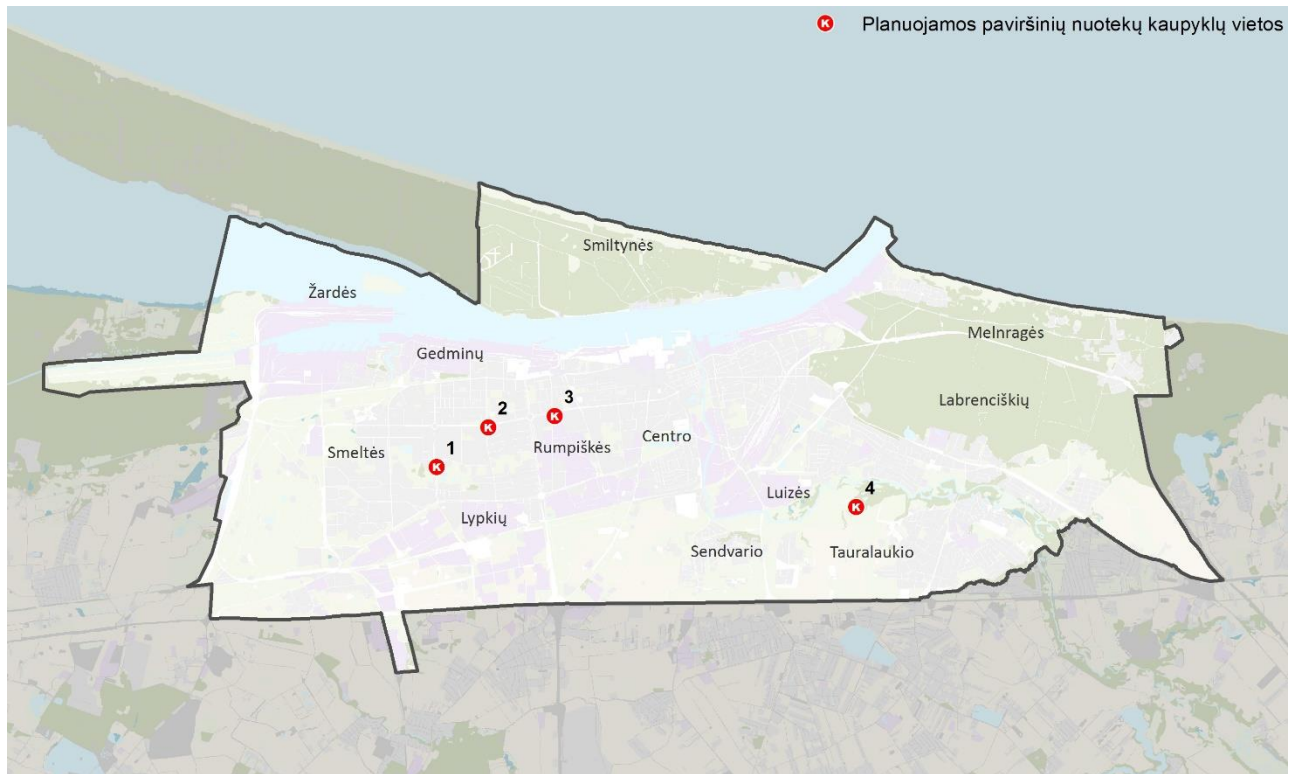 K Planuojamos paviršinių nuotekų kaupyklų vietos
Smiltynės
Žardės
Melnragės
Gedminų
Labrenciškių
3
2
Centro
Rumpiškės
1
Smeltės
K
K
K
4
Luizės
K
Lypkių
Sendvario
Tauralaukio